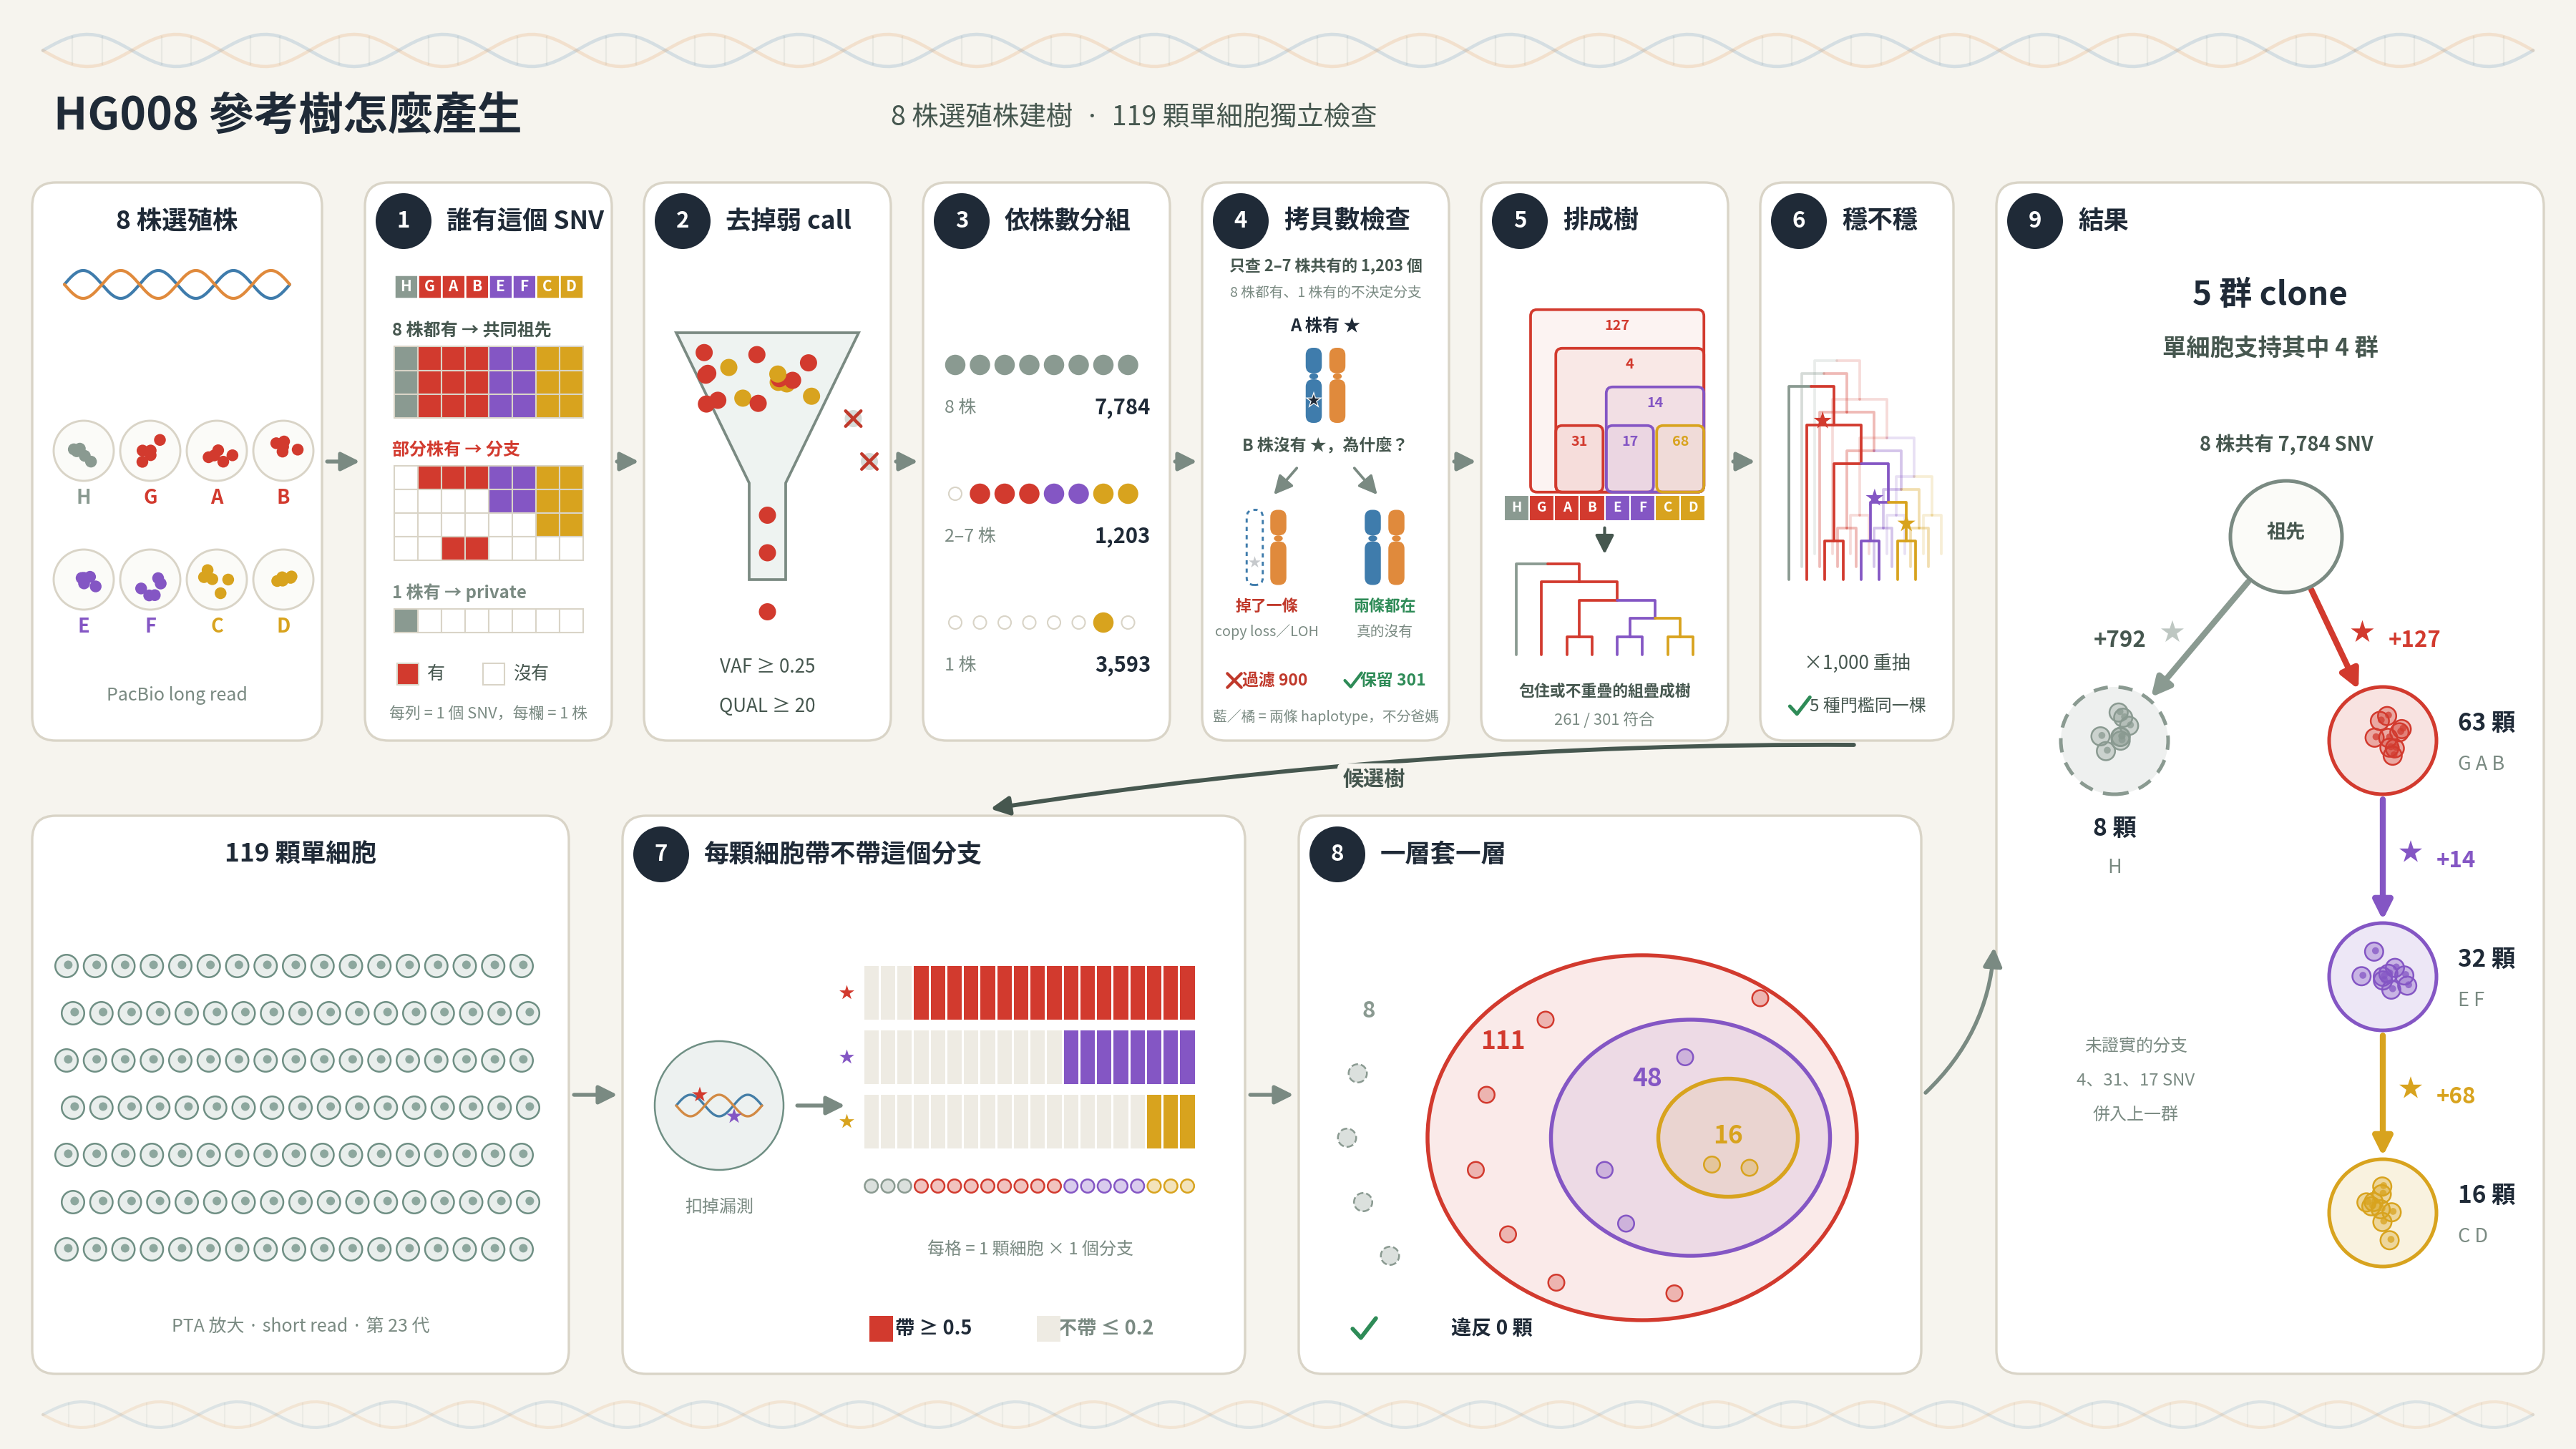 HG008 參考樹怎麼產生
8 株選殖株建樹 · 119 顆單細胞獨立檢查
8 株選殖株
H G A B
E F C D
PacBio long read
1 誰有這個 SNV
H G A B E F C D
8 株都有 → 共同祖先
部分株有 → 分支
1 株有 → private
有 沒有
每列 = 1 個 SNV，每欄 = 1 株
2 去掉弱 call
VAF ≥ 0.25
QUAL ≥ 20
3 依株數分組
8 株 7,784
2–7 株 1,203
1 株 3,593
4 拷貝數檢查
只查 2–7 株共有的 1,203 個
8 株都有、1 株有的不決定分支
A 株有 ★
B 株沒有 ★，為什麼？
掉了一條 兩條都在
copy loss／LOH 真的沒有
過濾 900 保留 301
藍／橘 = 兩條 haplotype，不分爸媽
5 排成樹
127
4
14
31 17 68
H G A B E F C D
包住或不重疊的組疊成樹
261 / 301 符合
6 穩不穩
×1,000 重抽
5 種門檻同一棵
候選樹
119 顆單細胞
PTA 放大 · short read · 第 23 代
7 每顆細胞帶不帶這個分支
扣掉漏測
每格 = 1 顆細胞 × 1 個分支
帶 ≥ 0.5 不帶 ≤ 0.2
8 一層套一層
8
111
48
16
違反 0 顆
9 結果
5 群 clone
單細胞支持其中 4 群
8 株共有 7,784 SNV
祖先
+792 +127
63 顆
G A B
8 顆
H
+14
32 顆
E F
未證實的分支
4、31、17 SNV
併入上一群
+68
16 顆
C D